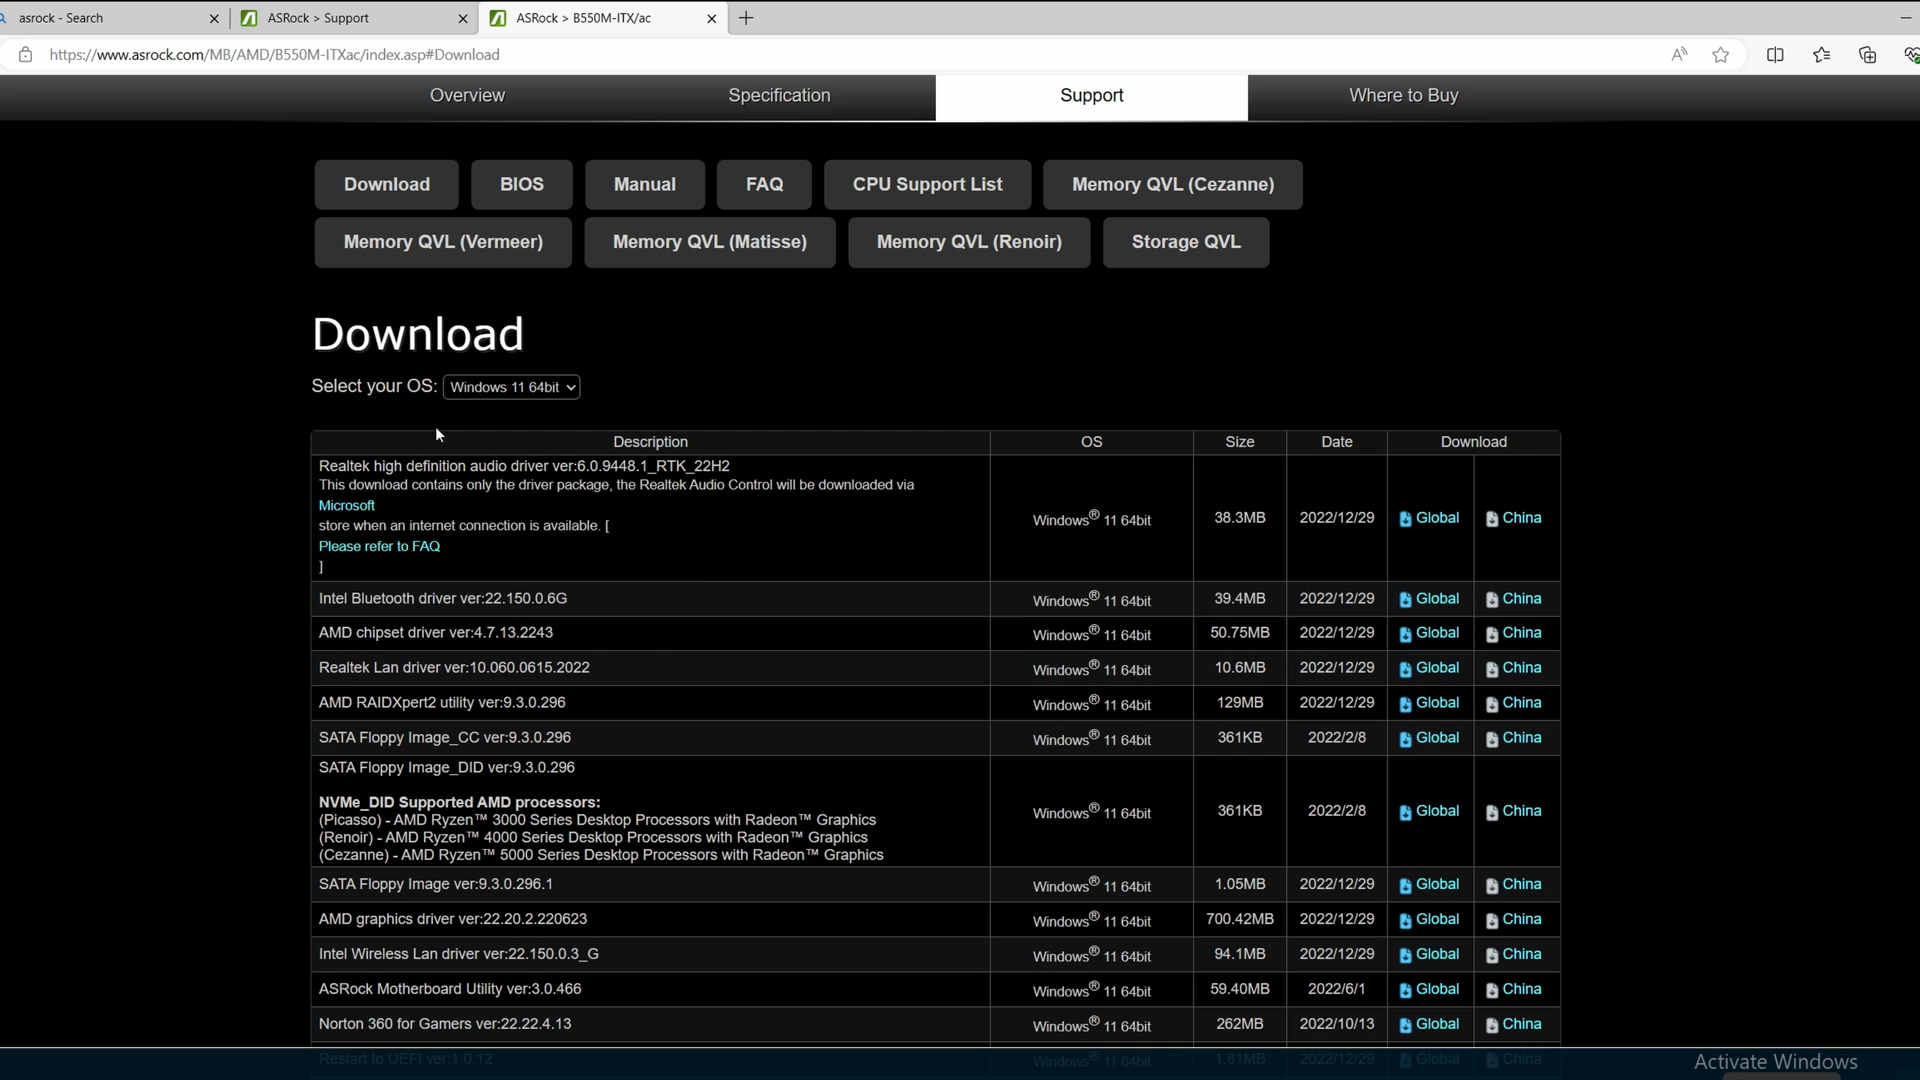 asrock - Search
ASRock > Support
ASRock > B550M-ITX/ac
https://www.asrock.com/MB/AMD/B550M-ITXac/index.asp#Download
Overview
Specification
Support
Where to Buy
Download
BIOS
Manual
FAQ
CPU Support List
Memory QVL (Cezanne)
Memory QVL (Vermeer)
Memory QVL (Matisse)
Memory QVL (Renoir)
Storage QVL
Download
Select your OS: Windows 11 64bit
Description OS Size Date Download
Realtek high definition audio driver ver:6.0.9448.1_RTK_22H2
This download contains only the driver package, the Realtek Audio Control will be downloaded via
Microsoft
store when an internet connection is available. [
Please refer to FAQ
]
Windows® 11 64bit 38.3MB 2022/12/29 Global China
Intel Bluetooth driver ver:22.150.0.6G Windows® 11 64bit 39.4MB 2022/12/29 Global China
AMD chipset driver ver:4.7.13.2243 Windows® 11 64bit 50.75MB 2022/12/29 Global China
Realtek Lan driver ver:10.060.0615.2022 Windows® 11 64bit 10.6MB 2022/12/29 Global China
AMD RAIDXpert2 utility ver:9.3.0.296 Windows® 11 64bit 129MB 2022/12/29 Global China
SATA Floppy Image_CC ver:9.3.0.296 Windows® 11 64bit 361KB 2022/2/8 Global China
SATA Floppy Image_DID ver:9.3.0.296
NVMe_DID Supported AMD processors:
(Picasso) - AMD Ryzen™ 3000 Series Desktop Processors with Radeon™ Graphics
(Renoir) - AMD Ryzen™ 4000 Series Desktop Processors with Radeon™ Graphics
(Cezanne) - AMD Ryzen™ 5000 Series Desktop Processors with Radeon™ Graphics
Windows® 11 64bit 361KB 2022/2/8 Global China
SATA Floppy Image ver:9.3.0.296.1 Windows® 11 64bit 1.05MB 2022/12/29 Global China
AMD graphics driver ver:22.20.2.220623 Windows® 11 64bit 700.42MB 2022/12/29 Global China
Intel Wireless Lan driver ver:22.150.0.3_G Windows® 11 64bit 94.1MB 2022/12/29 Global China
ASRock Motherboard Utility ver:3.0.466 Windows® 11 64bit 59.40MB 2022/6/1 Global China
Norton 360 for Gamers ver:22.22.4.13 Windows® 11 64bit 262MB 2022/10/13 Global China
Restart to UEFI ver:1.0.12 Windows® 11 64bit 1.81MB 2022/12/29 Global China
Activate Windows